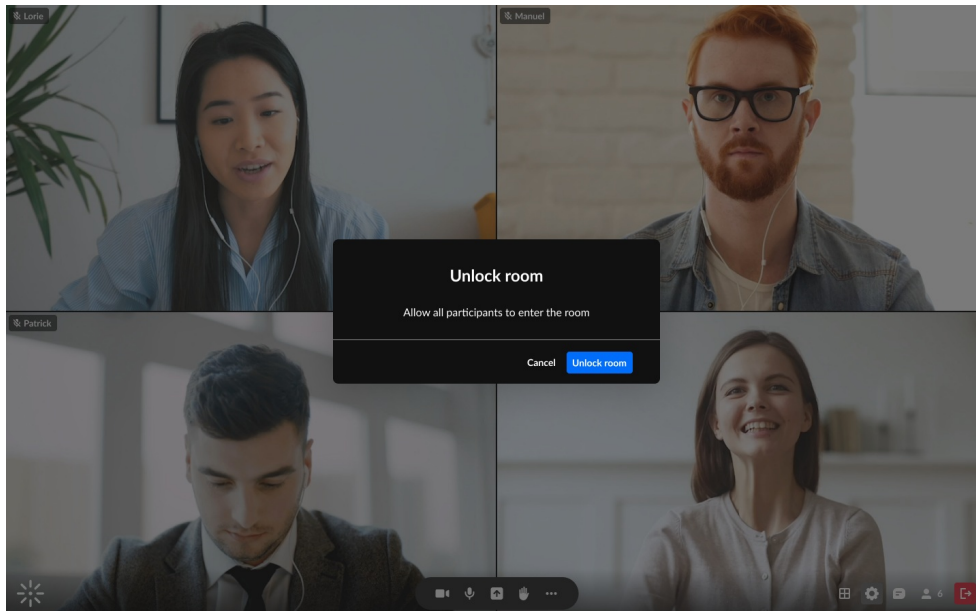 Lorie
Manuel
Unlock room
Allow all participants to enter the room
Cancel
Unlock room
Patrick
6